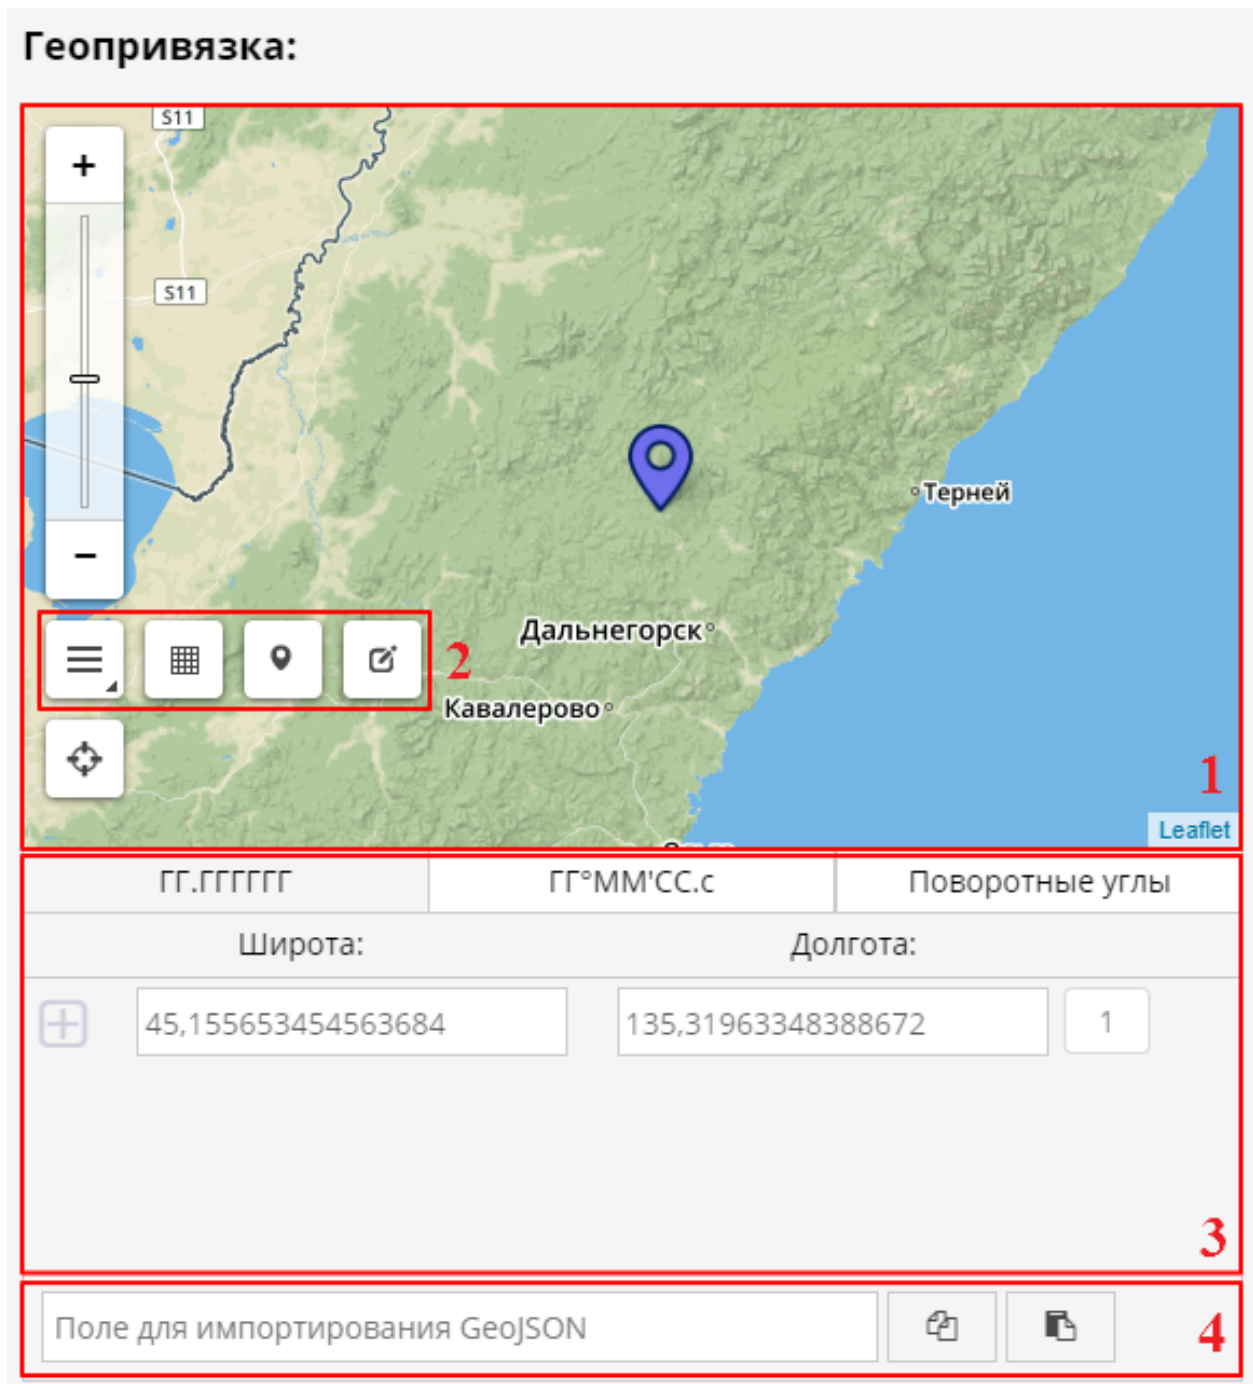 Геопривязка:
S11
+
S11
Терней
−
Дальнегорск
2
Кавалерово
1
Leaflet
ГГ.ГГГГГГ ГГ°ММ'СС.с Поворотные углы
Широта: Долгота:
45,155653454563684 135,31963348388672 1
3
Поле для импортирования GeoJSON 4